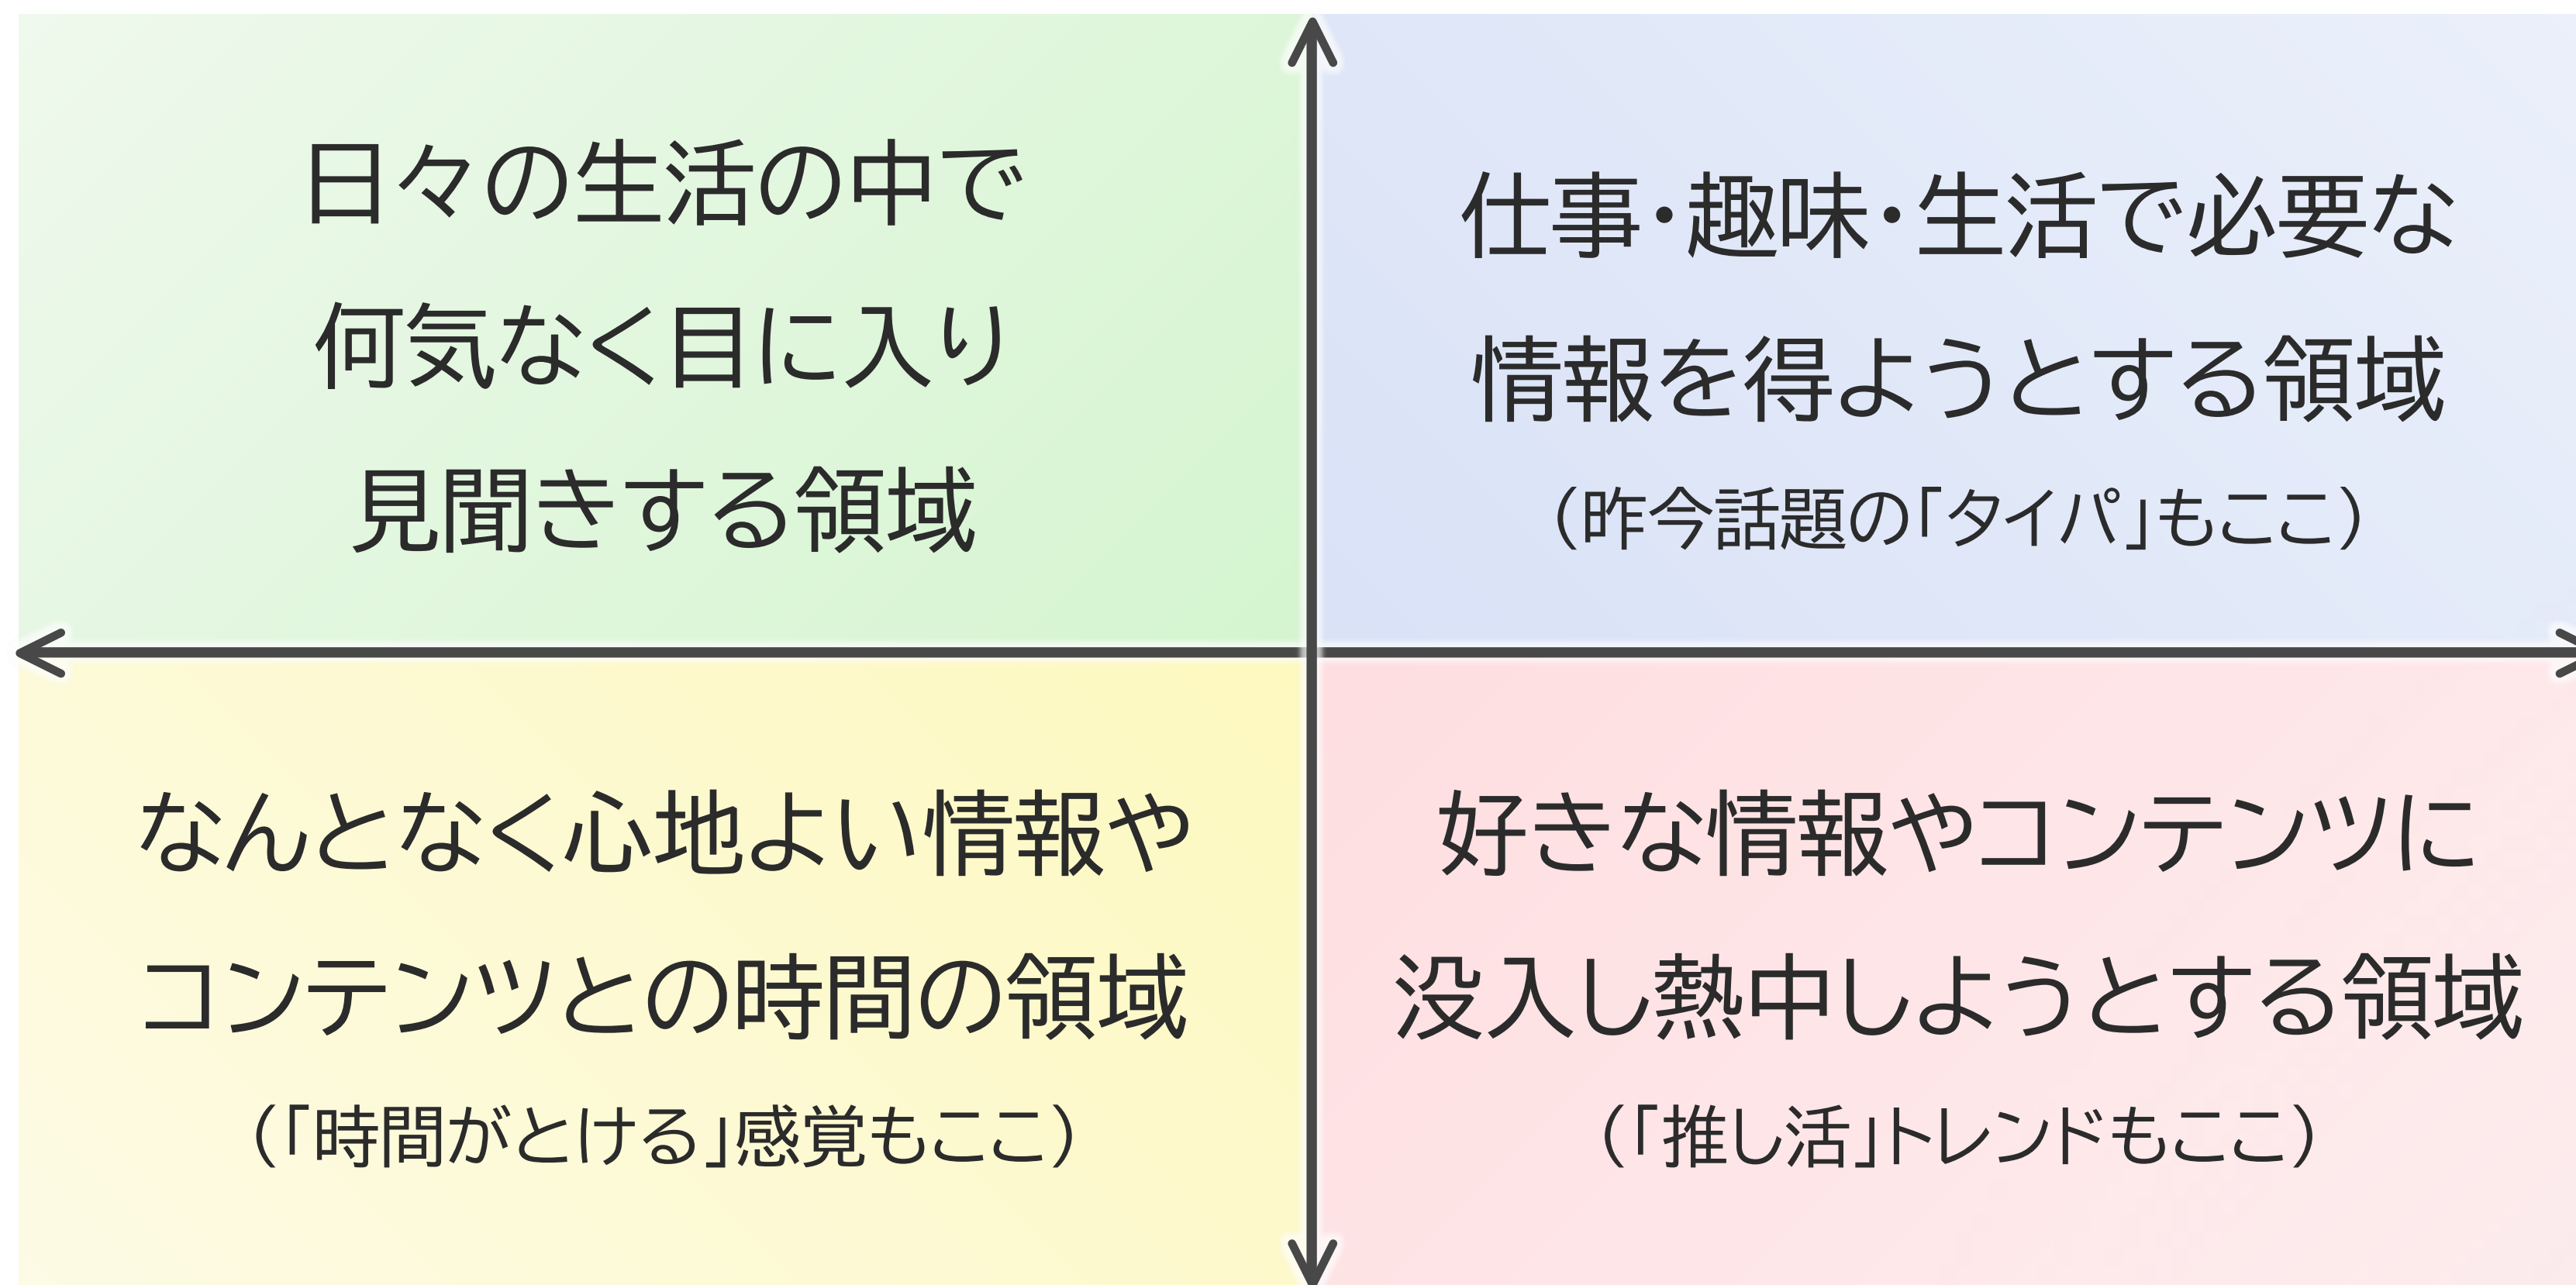 日々の生活の中で
何気なく目に入り
見聞きする領域
仕事・趣味・生活で必要な
情報を得ようとする領域
（昨今話題の「タイパ」もここ）
なんとなく心地よい情報や
コンテンツとの時間の領域
（「時間がとける」感覚もここ）
好きな情報やコンテンツに
没入し熱中しようとする領域
（「推し活」トレンドもここ）